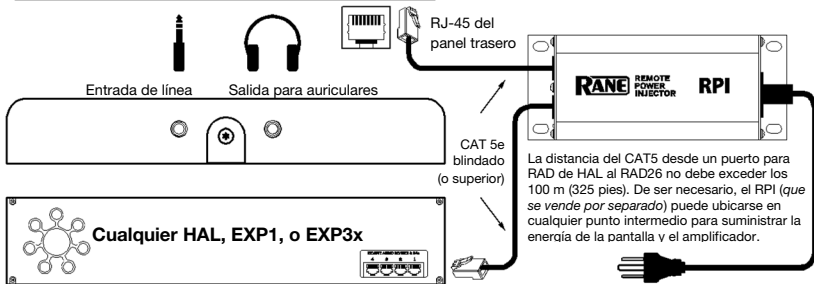 RJ-45 del
panel trasero
Entrada de línea
Salida para auriculares
RANE REMOTE POWER INJECTOR RPI
CAT 5e
blindado
(o superior)
La distancia del CAT5 desde un puerto para
RAD de HAL al RAD26 no debe exceder los
100 m (325 pies). De ser necesario, el RPI (que
se vende por separado) puede ubicarse en
cualquier punto intermedio para suministrar la
energía de la pantalla y el amplificador.
Cualquier HAL, EXP1, o EXP3x